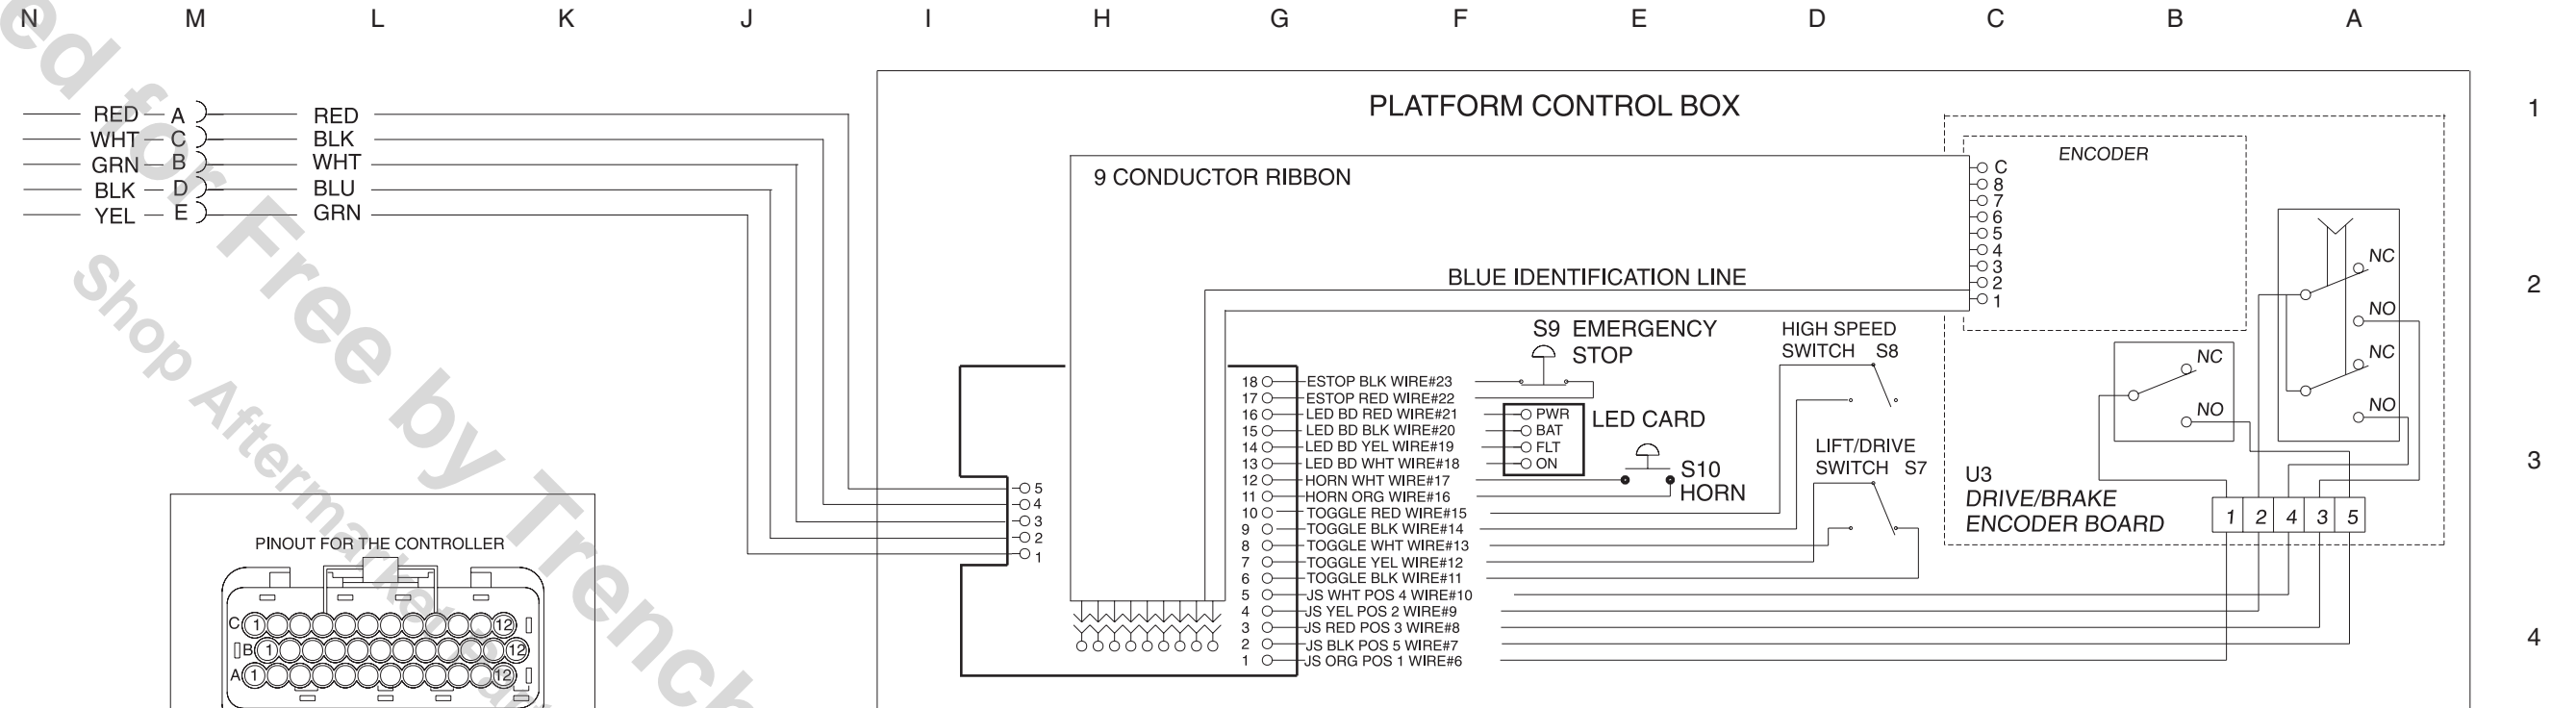 N M L K J I H G F E D C B A
PLATFORM CONTROL BOX
1
RED A RED
WHT C BLK
GRN B WHT
BLK D BLU
YEL E GRN
9 CONDUCTOR RIBBON
ENCODER
C
8
7
6
5
4
3
2
1
BLUE IDENTIFICATION LINE
NC
NO
NC
NO
2
S9 EMERGENCY
STOP
HIGH SPEED
SWITCH S8
NC
NO
18 ESTOP BLK WIRE#23
17 ESTOP RED WIRE#22
16 LED BD RED WIRE#21
15 LED BD BLK WIRE#20
14 LED BD YEL WIRE#19
13 LED BD WHT WIRE#18
12 HORN WHT WIRE#17
11 HORN ORG WIRE#16
10 TOGGLE RED WIRE#15
9 TOGGLE BLK WIRE#14
8 TOGGLE WHT WIRE#13
7 TOGGLE YEL WIRE#12
6 TOGGLE BLK WIRE#11
5 JS WHT POS 4 WIRE#10
4 JS YEL POS 2 WIRE#9
3 JS RED POS 3 WIRE#8
2 JS BLK POS 5 WIRE#7
1 JS ORG POS 1 WIRE#6
PWR
BAT
FLT
ON
LED CARD
S10
HORN
LIFT/DRIVE
SWITCH S7
U3
DRIVE/BRAKE
ENCODER BOARD
1 2 4 3 5
3
5
4
3
2
1
4
PINOUT FOR THE CONTROLLER
C 1 12
B 1 12
A 1 12
ed for Free by Trench
Shop Aftermarket Par